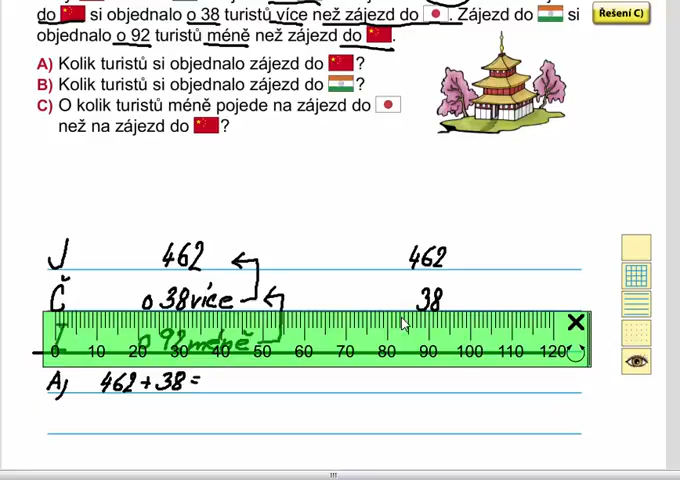 do si objednalo o 38 turistů více než zájezd do . Zájezd do si
objednalo o 92 turistů méně než zájezd do .
Řešení C)
A) Kolik turistů si objednalo zájezd do ?
B) Kolik turistů si objednalo zájezd do ?
C) O kolik turistů méně pojede na zájezd do
než na zájezd do ?
J 462 462
Č o 38 více 38
I o 92 méně
0 10 20 30 40 50 60 70 80 90 100 110 120
A) 462 + 38 =